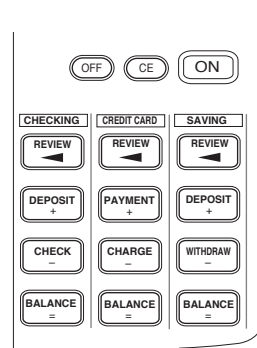 OFF CE ON
CHECKING CREDIT CARD SAVING
REVIEW REVIEW REVIEW
DEPOSIT PAYMENT DEPOSIT
+ + +
CHECK CHARGE WITHDRAW
– – –
BALANCE BALANCE BALANCE
= = =